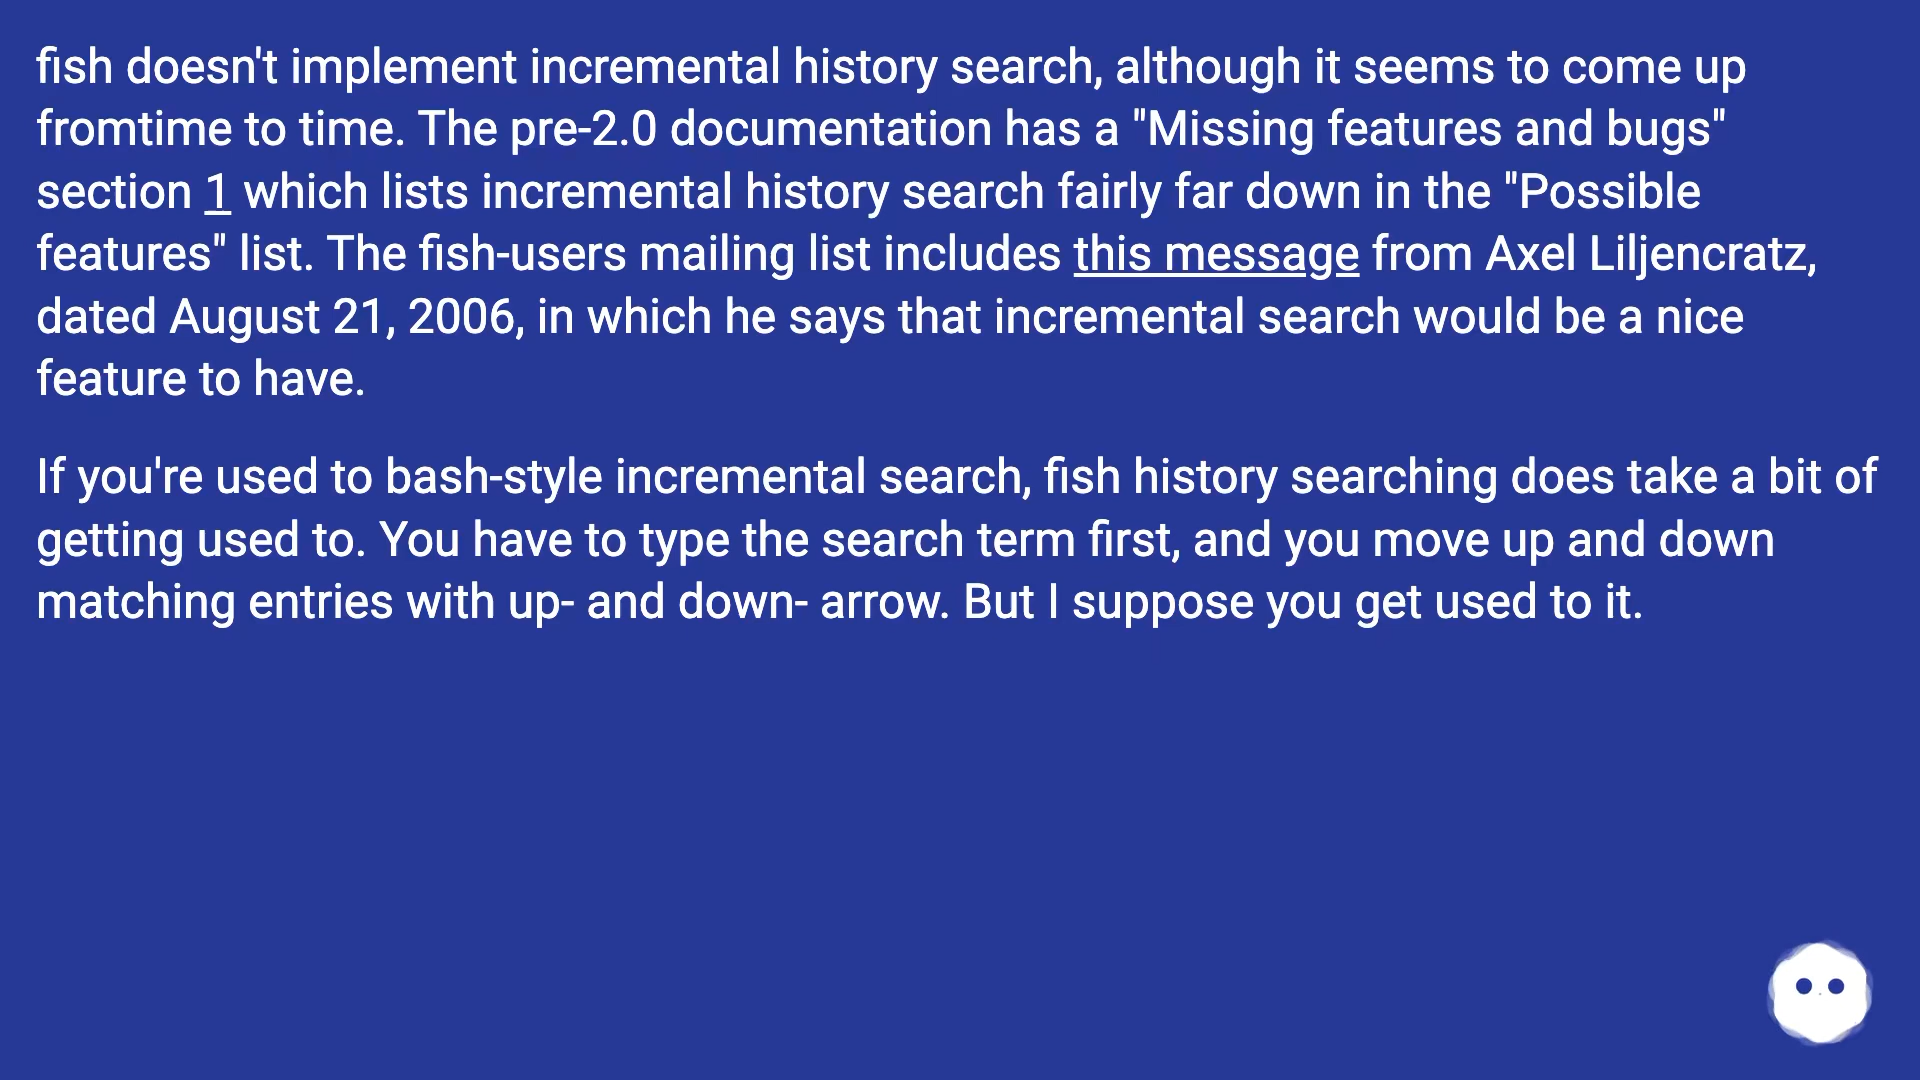 fish doesn't implement incremental history search, although it seems to come up
fromtime to time. The pre-2.0 documentation has a "Missing features and bugs"
section 1 which lists incremental history search fairly far down in the "Possible
features" list. The fish-users mailing list includes this message from Axel Liljencratz,
dated August 21, 2006, in which he says that incremental search would be a nice
feature to have.
If you're used to bash-style incremental search, fish history searching does take a bit of
getting used to. You have to type the search term first, and you move up and down
matching entries with up- and down- arrow. But I suppose you get used to it.